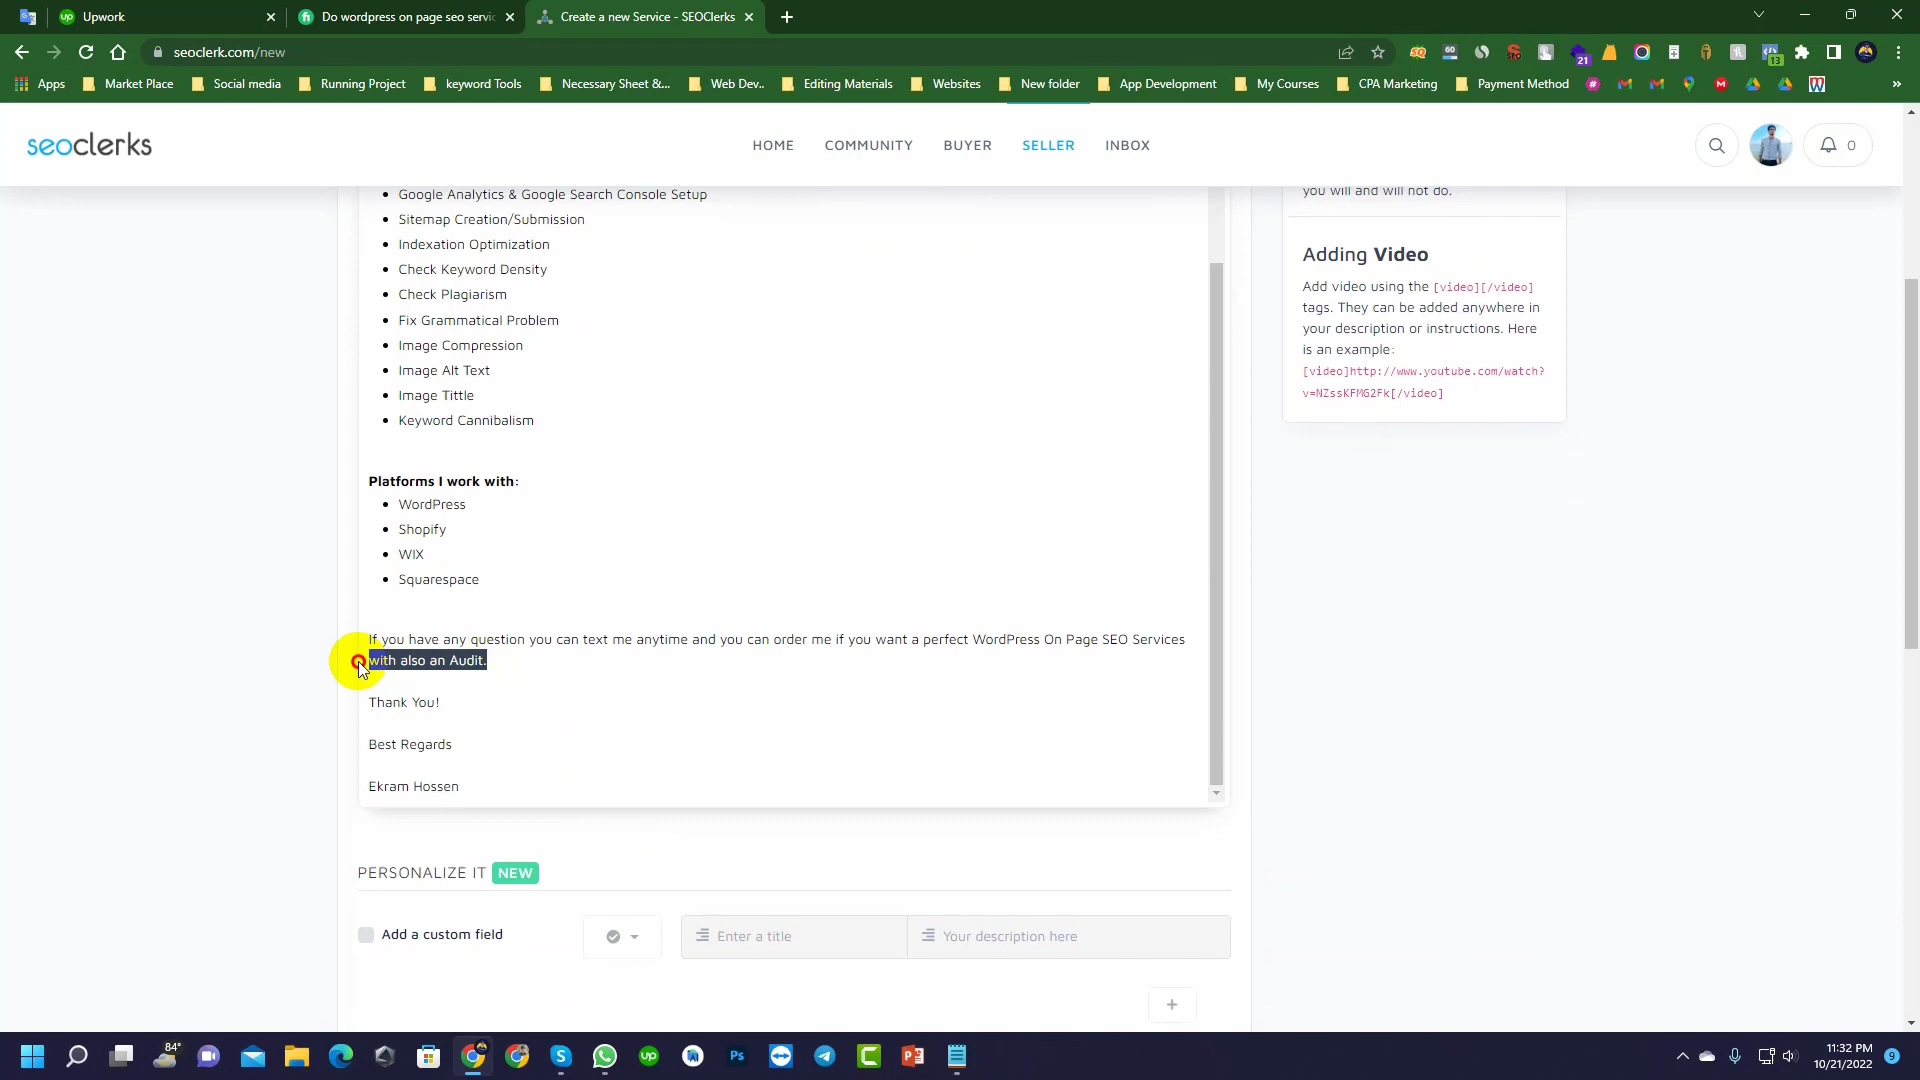 Upwork
Do wordpress on page seo servic
Create a new Service - SEOClerks
seoclerk.com/new
60
21
13
Apps
Market Place
Social media
Running Project
keyword Tools
Necessary Sheet &...
Web Dev..
Editing Materials
Websites
New folder
App Development
My Courses
CPA Marketing
Payment Method
»
seoclerks
HOME
COMMUNITY
BUYER
SELLER
INBOX
0
Google Analytics & Google Search Console Setup
Sitemap Creation/Submission
Indexation Optimization
Check Keyword Density
Check Plagiarism
Fix Grammatical Problem
Image Compression
Image Alt Text
Image Tittle
Keyword Cannibalism
Platforms I work with:
WordPress
Shopify
WIX
Squarespace
If you have any question you can text me anytime and you can order me if you want a perfect WordPress On Page SEO Services
with also an Audit.
Thank You!
Best Regards
Ekram Hossen
you will and will not do.
Adding Video
Add video using the [video][/video]
tags. They can be added anywhere in
your description or instructions. Here
is an example:
[video]http://www.youtube.com/watch?
v=NZssKFMG2Fk[/video]
PERSONALIZE IT NEW
Add a custom field
Enter a title
Your description here
+
84°
Ps
11:32 PM
10/21/2022
9